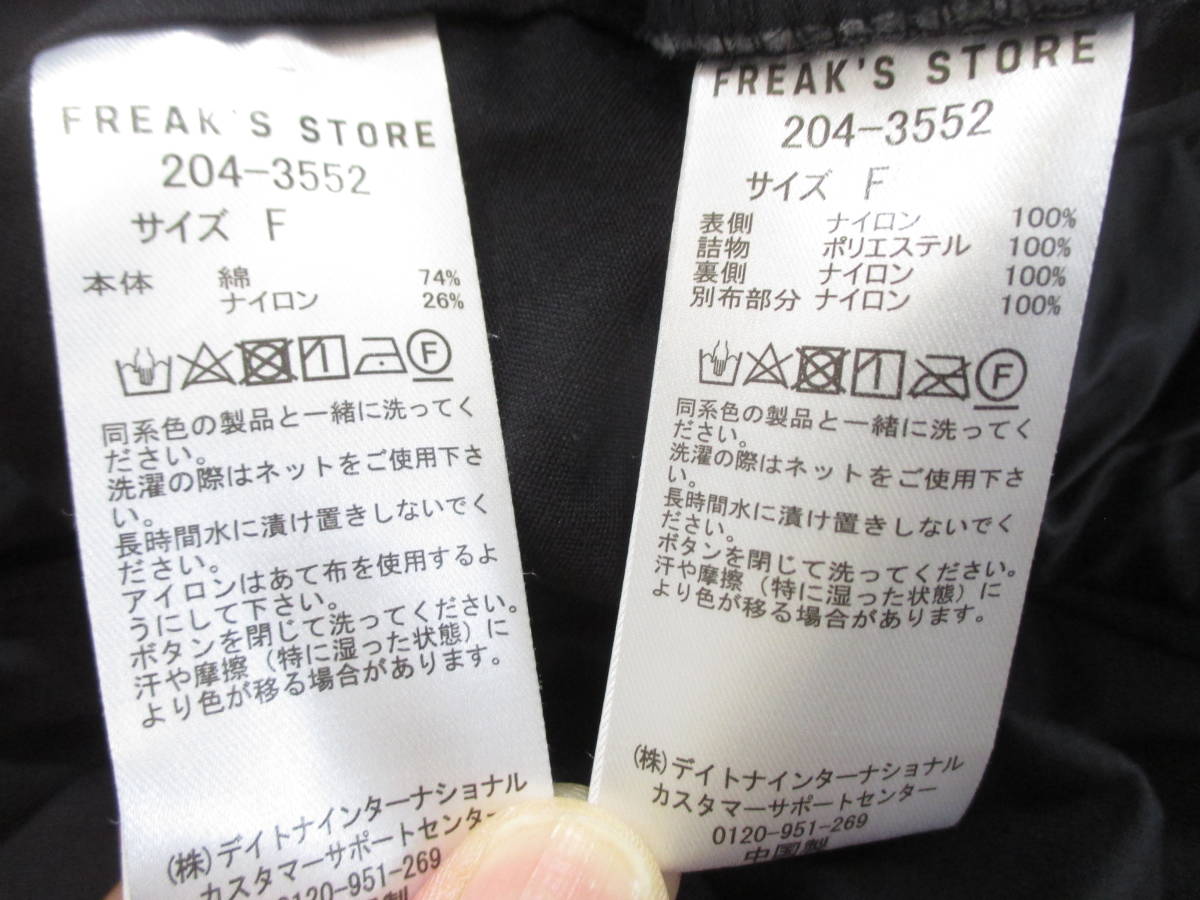 FREAK'S STORE
204-3552
サイズ F
本体 綿 74%
ナイロン 26%
F
同系色の製品と一緒に洗ってく
ださい。
洗濯の際はネットをご使用下さ
い。
長時間水に漬け置きしないでく
ださい。
アイロンはあて布を使用するよ
うにして下さい。
ボタンを閉じて洗ってください。
汗や摩擦（特に湿った状態）に
より色が移る場合があります。
(株)デイトナインターナショナル
カスタマーサポートセンター
0120-951-269
FREAK'S STORE
204-3552
サイズ F
表側 ナイロン 100%
詰物 ポリエステル 100%
裏側 ナイロン 100%
別布部分 ナイロン 100%
F
同系色の製品と一緒に洗ってく
ださい。
洗濯の際はネットをご使用下さ
い。
長時間水に漬け置きしないでく
ださい。
ボタンを閉じて洗ってください。
汗や摩擦（特に湿った状態）に
より色が移る場合があります。
(株)デイトナインターナショナル
カスタマーサポートセンター
0120-951-269
中国製